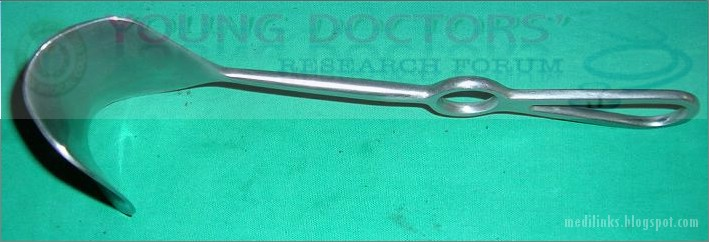 YOUNG DOCTORS"
RESEARCH FORUM
medilinks.blogspot.com